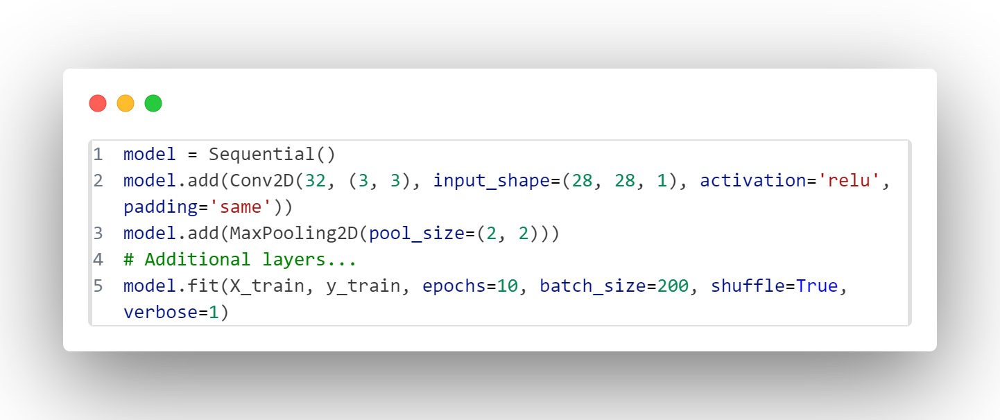 1 model = Sequential()
2 model.add(Conv2D(32, (3, 3), input_shape=(28, 28, 1), activation='relu',
padding='same'))
3 model.add(MaxPooling2D(pool_size=(2, 2)))
4 # Additional layers...
5 model.fit(X_train, y_train, epochs=10, batch_size=200, shuffle=True,
verbose=1)